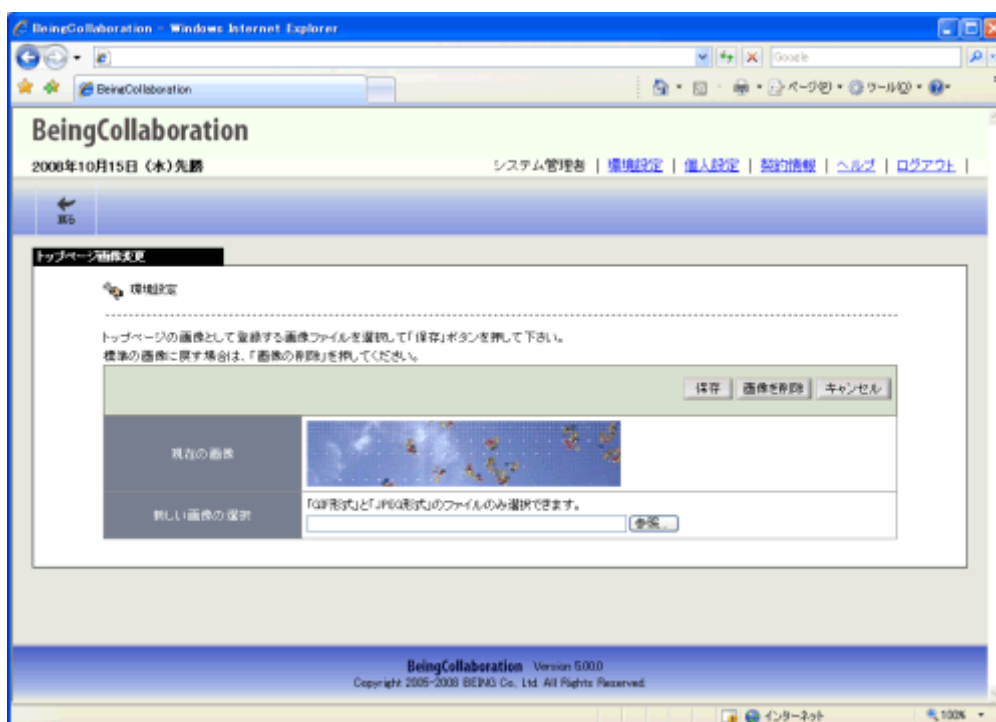 BeingCollaboration - Windows Internet Explorer
Google
BeingCollaboration
ページ(P)
ツール(O)
BeingCollaboration
2008年10月15日（水）先勝
システム管理者 | 環境設定 | 個人設定 | 契約情報 | ヘルプ | ログアウト |
戻る
トップページ画像変更
環境設定
トップページの画像として登録する画像ファイルを選択して「保存」ボタンを押して下さい。
標準の画像に戻す場合は、「画像の削除」を押してください。
保存 画像を削除 キャンセル
現在の画像
新しい画像の選択
「GIF形式」と「JPEG形式」のファイルのみ選択できます。
参照...
BeingCollaboration Version 5.00.0
Copyright 2005-2008 BEING Co., Ltd. All Rights Reserved.
インターネット
100%